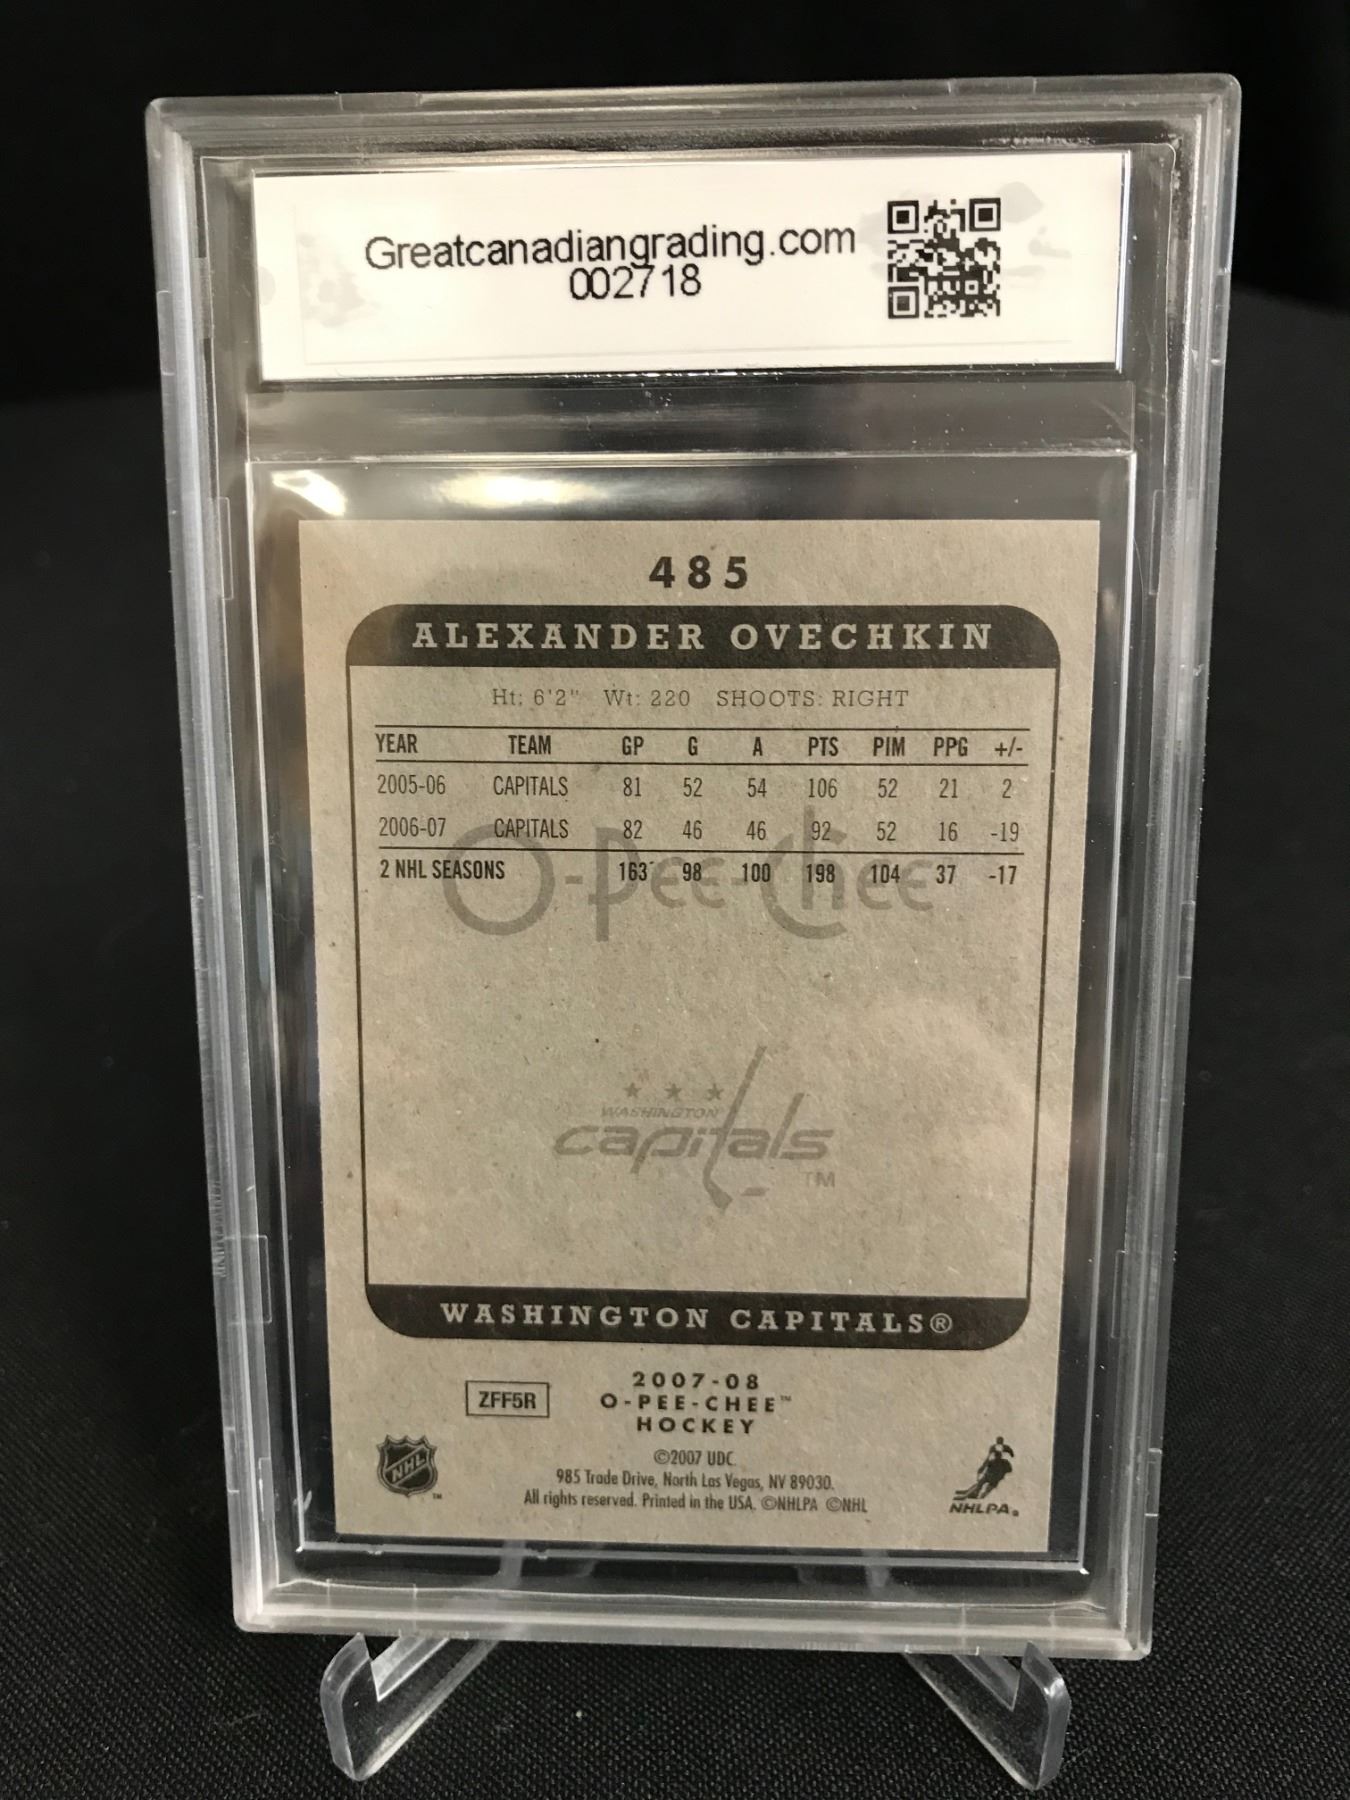 Greatcanadiangrading.com
002718
485
ALEXANDER OVECHKIN
Ht: 6'2" Wt: 220 SHOOTS: RIGHT
YEAR TEAM GP G A PTS PIM PPG +/-
2005-06 CAPITALS 81 52 54 106 52 21 2
2006-07 CAPITALS 82 46 46 92 52 16 -19
2 NHL SEASONS 163 98 100 198 104 37 -17
O-Pee-Chee
WASHINGTON
capitals
TM
WASHINGTON CAPITALS®
2007-08
ZFF5R O-PEE-CHEE™
HOCKEY
NHL
TM
©2007 UDC.
985 Trade Drive, North Las Vegas, NV 89030.
All rights reserved. Printed in the USA. ©NHLPA ©NHL
NHLPA®